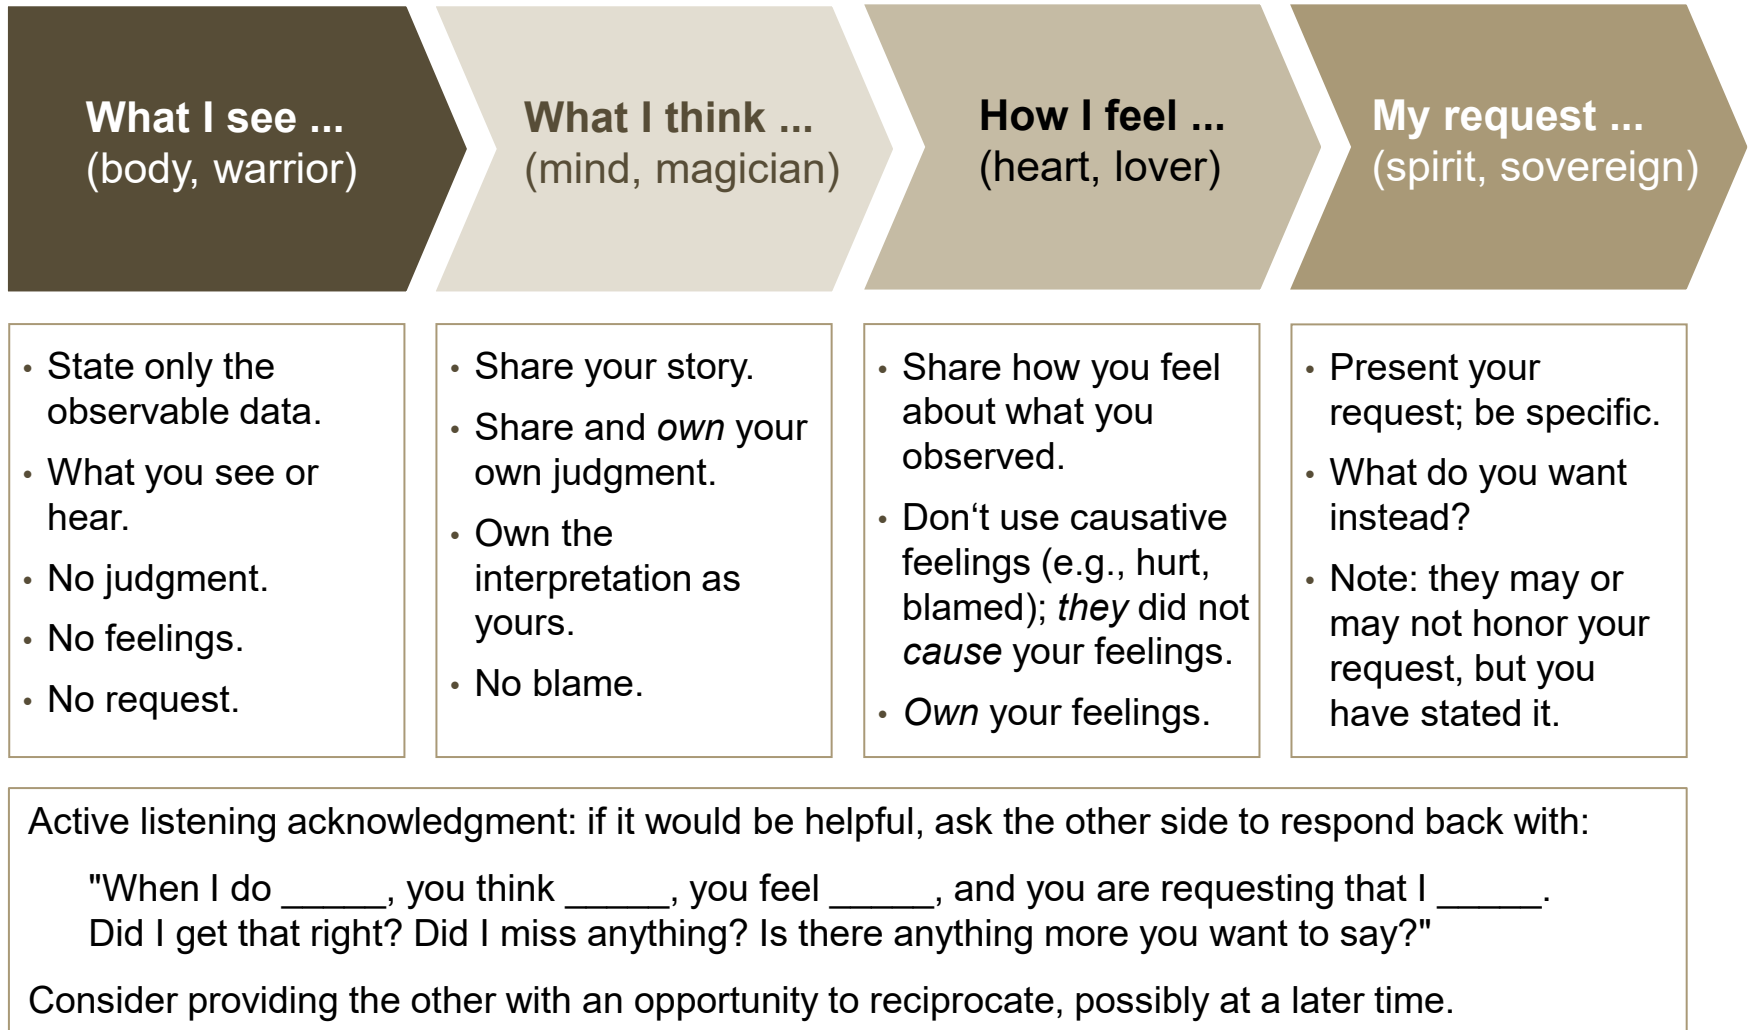 What I see ...
(body, warrior)
What I think ...
(mind, magician)
How I feel ...
(heart, lover)
My request ...
(spirit, sovereign)
• State only the
observable data.
• What you see or
hear.
• No judgment.
• No feelings.
• No request.
• Share your story.
• Share and own your
own judgment.
• Own the
interpretation as
yours.
• No blame.
• Share how you feel
about what you
observed.
• Don‘t use causative
feelings (e.g., hurt,
blamed); they did not
cause your feelings.
• Own your feelings.
• Present your
request; be specific.
• What do you want
instead?
• Note: they may or
may not honor your
request, but you
have stated it.
Active listening acknowledgment: if it would be helpful, ask the other side to respond back with:
"When I do _____, you think _____, you feel _____, and you are requesting that I _____.
Did I get that right? Did I miss anything? Is there anything more you want to say?"
Consider providing the other with an opportunity to reciprocate, possibly at a later time.